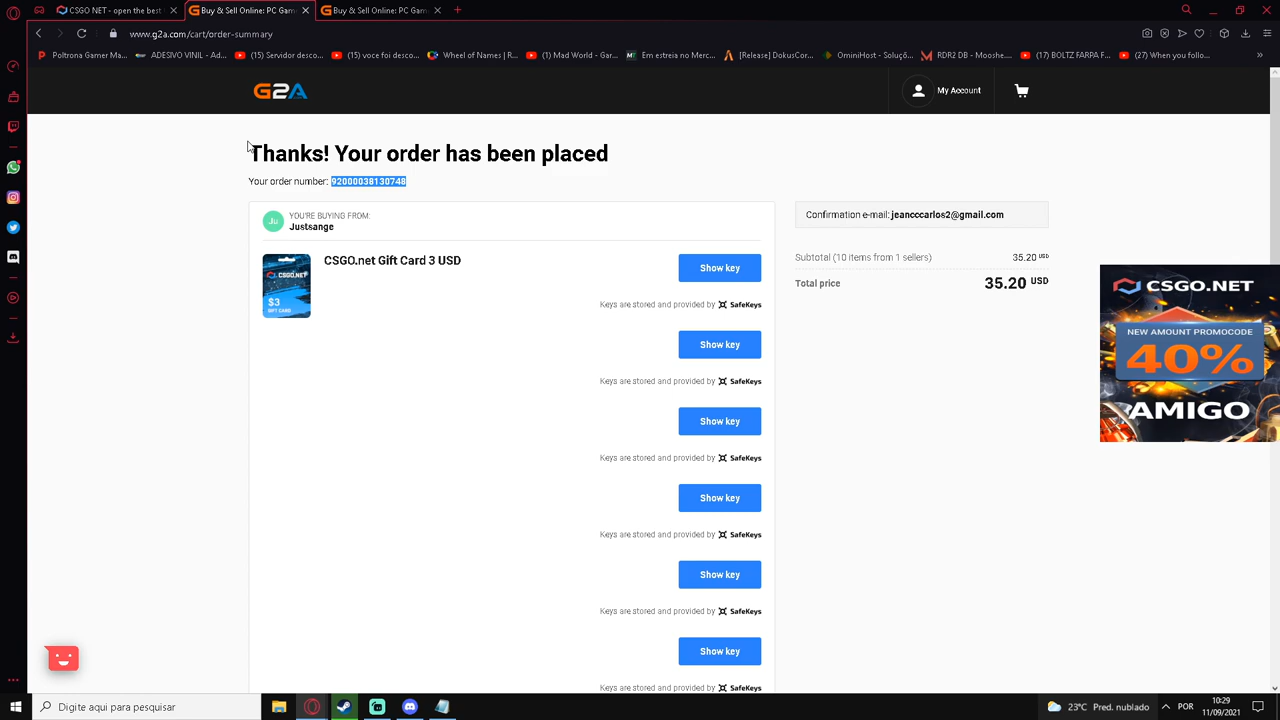 CSGO.NET - open the best
Buy & Sell Online: PC Gam
Buy & Sell Online: PC Gam
www.g2a.com/cart/order-summary
Poltrona Gamer Ma...
ADESIVO VINIL - Ad...
(15) Servidor desco...
(15) voce foi desco...
Wheel of Names | R...
(1) Mad World - Gar...
Em estreia no Merc...
[Release] DokusCor...
OminiHost - Soluçõ...
RDR2 DB - Mooshe...
(17) BOLTZ FARPA F...
(27) When you follo...
G2A
My Account
Thanks! Your order has been placed
Your order number: 92000038130748
Ju
YOU'RE BUYING FROM:
Justsange
Confirmation e-mail: jeancccarlos2@gmail.com
CSGO.net Gift Card 3 USD
Show key
Subtotal (10 items from 1 sellers) 35.20 USD
Total price 35.20 USD
CSGO.NET
$3
GIFT CARD
Keys are stored and provided by SafeKeys
Show key
Keys are stored and provided by SafeKeys
Show key
Keys are stored and provided by SafeKeys
Show key
Keys are stored and provided by SafeKeys
Show key
Keys are stored and provided by SafeKeys
Show key
Keys are stored and provided by SafeKeys
CSGO.NET
NEW AMOUNT PROMOCODE
40%
AMIGO
Digite aqui para pesquisar
23°C Pred. nublado
POR
10:29
11/09/2021